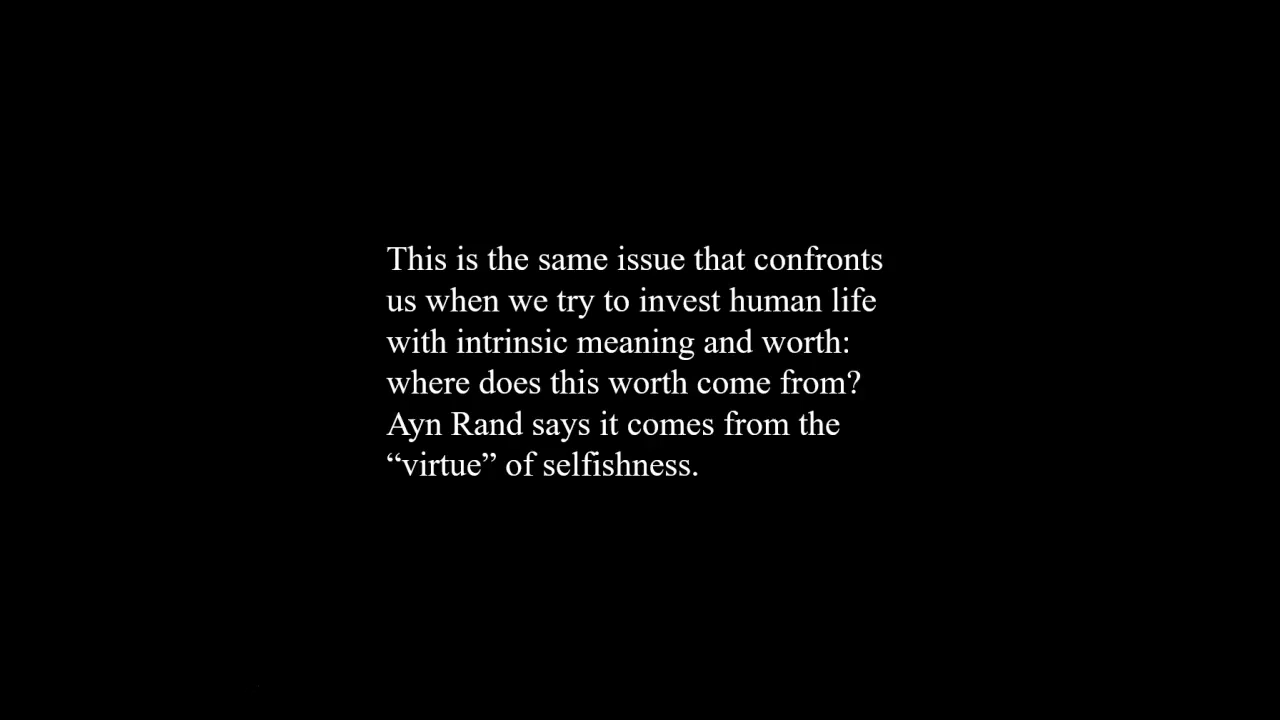 This is the same issue that confronts
us when we try to invest human life
with intrinsic meaning and worth:
where does this worth come from?
Ayn Rand says it comes from the
“virtue” of selfishness.